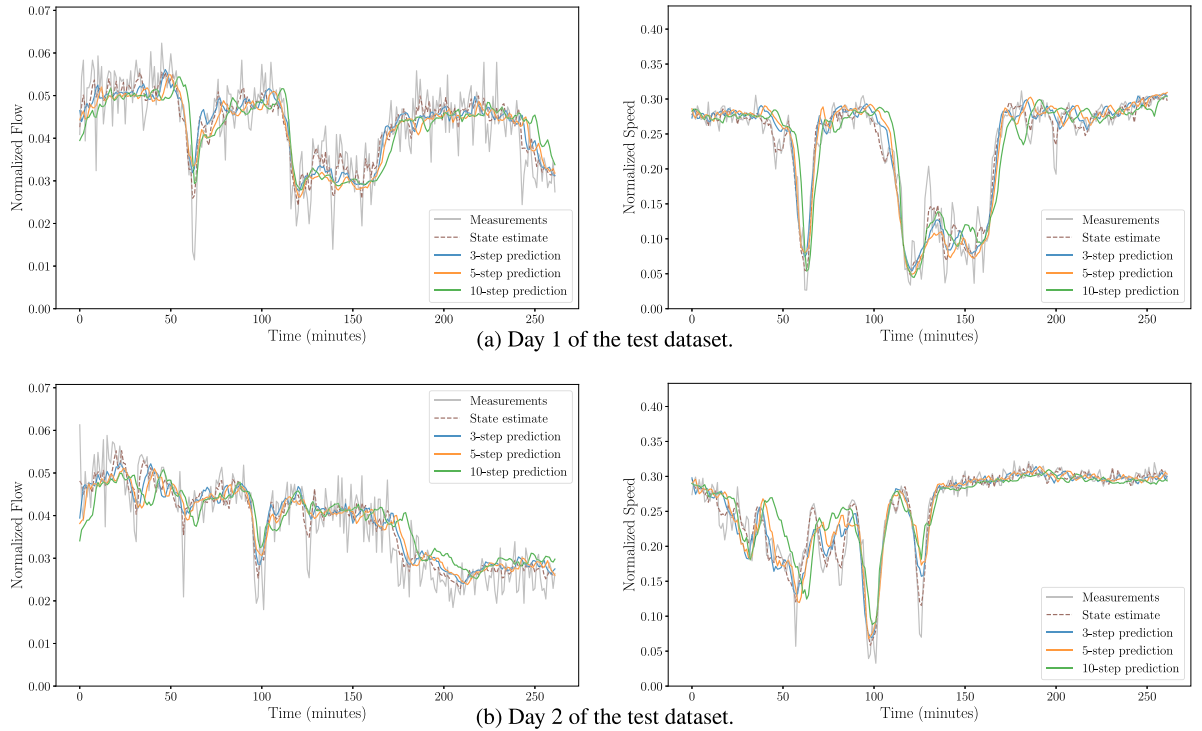 0.07
0.06
0.05
0.04
0.03
0.02
0.01
0.00
Normalized Flow
0 50 100 150 200 250
Time (minutes)
Measurements
State estimate
3-step prediction
5-step prediction
10-step prediction
0.40
0.35
0.30
0.25
0.20
0.15
0.10
0.05
0.00
Normalized Speed
0 50 100 150 200 250
Time (minutes)
Measurements
State estimate
3-step prediction
5-step prediction
10-step prediction
(a) Day 1 of the test dataset.
0.07
0.06
0.05
0.04
0.03
0.02
0.01
0.00
Normalized Flow
0 50 100 150 200 250
Time (minutes)
Measurements
State estimate
3-step prediction
5-step prediction
10-step prediction
0.40
0.35
0.30
0.25
0.20
0.15
0.10
0.05
0.00
Normalized Speed
0 50 100 150 200 250
Time (minutes)
Measurements
State estimate
3-step prediction
5-step prediction
10-step prediction
(b) Day 2 of the test dataset.